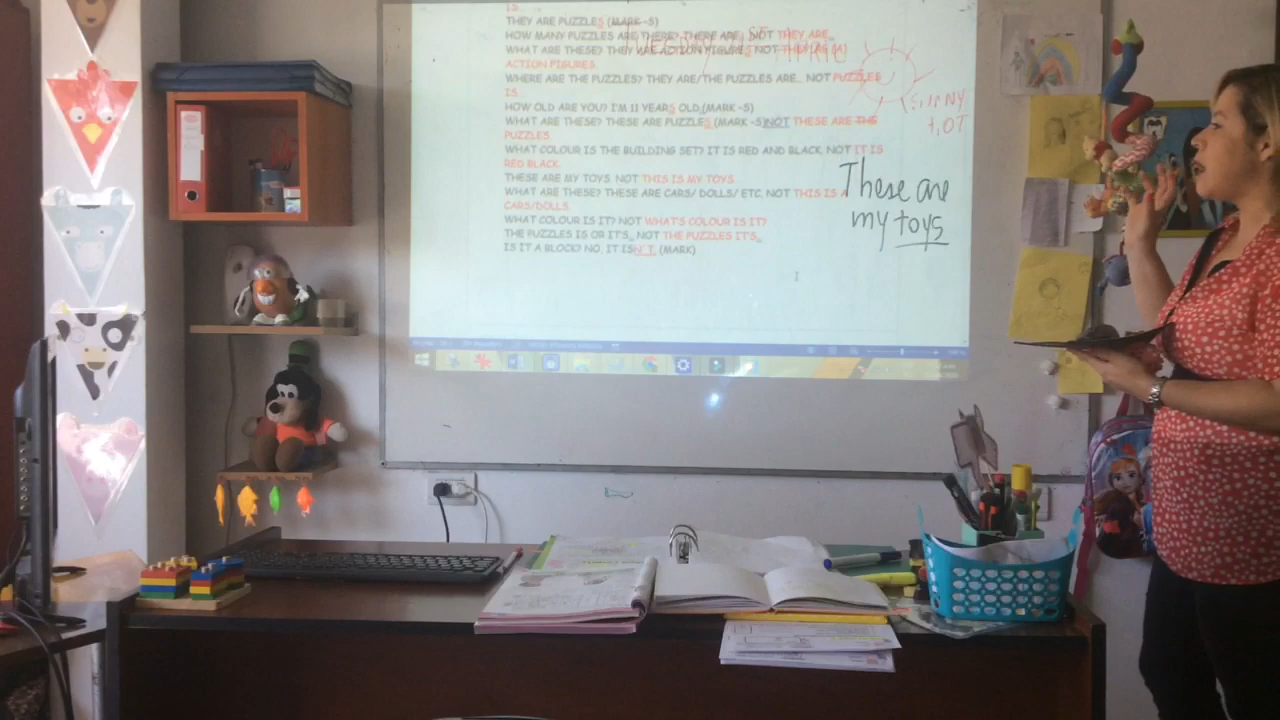 IS...
THEY ARE PUZZLES (MARK -S)
HOW MANY PUZZLES ARE THERE? THERE ARE... NOT THEY ARE...
WHAT ARE THESE? THEY ARE ACTION FIGURES NOT
ACTION FIGURES.
WHERE ARE THE PUZZLES? THEY ARE/THE PUZZLES ARE... NOT PUZZLES
IS...
HOW OLD ARE YOU? I'M 11 YEARS OLD.(MARK -S)
WHAT ARE THESE? THESE ARE PUZZLES (MARK -S)NOT THESE ARE THE
PUZZLES.
WHAT COLOUR IS THE BUILDING SET? IT IS RED AND BLACK. NOT IT IS
RED BLACK.
THESE ARE MY TOYS. NOT THIS IS MY TOYS.
WHAT ARE THESE? THESE ARE CARS/ DOLLS/ ETC. NOT THIS IS A
CARS/DOLLS.
WHAT COLOUR IS IT? NOT WHAT'S COLOUR IS IT?
THE PUZZLES IS OR IT'S... NOT THE PUZZLES IT'S...
IS IT A BLOCK? NO, IT ISN'T. (MARK)
SUNNY
HOT
These are
my toys